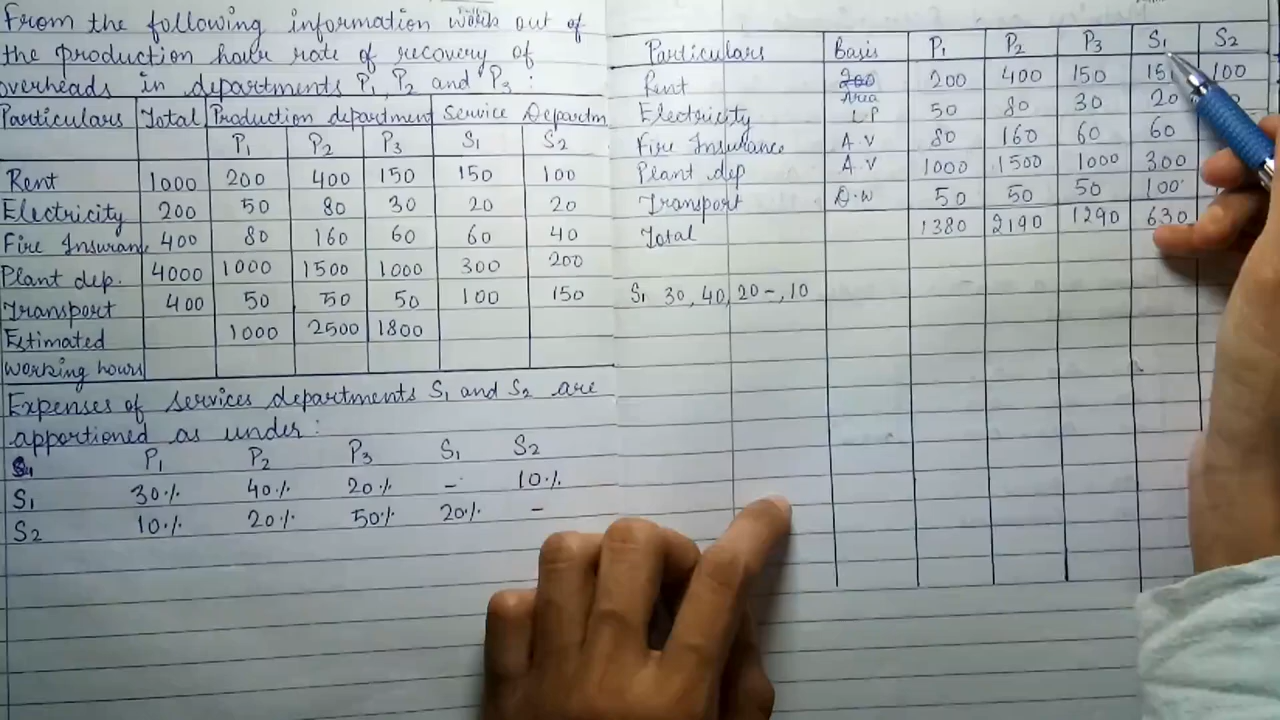 From the following information work out of
the production hour rate of recovery of
overheads in departments P1, P2 and P3 :
Particulars Total Production department Service Departm
P1 P2 P3 S1 S2
Rent 1000 200 400 150 150 100
Electricity 200 50 80 30 20 20
Fire Insuranc 400 80 160 60 60 40
Plant dep. 4000 1000 1500 1000 300 200
Transport 400 50 50 50 100 150
Estimated 1000 2500 1800
working hours
Expenses of services departments S1 and S2 are
apportioned as under :
P1 P2 P3 S1 S2
S1 30% 40% 20% - 10%
S2 10% 20% 50% 20% -
Particulars Basis P1 P2 P3 S1 S2
Rent Area 200 400 150 15 100
Electricity LP 50 80 30 20
Fire Insurance A.V 80 160 60 60
Plant dep A.V 1000 1500 1000 300
Transport D.W 50 50 50 100
Total 1380 2190 1290 630
S1 30, 40, 20 -, 10